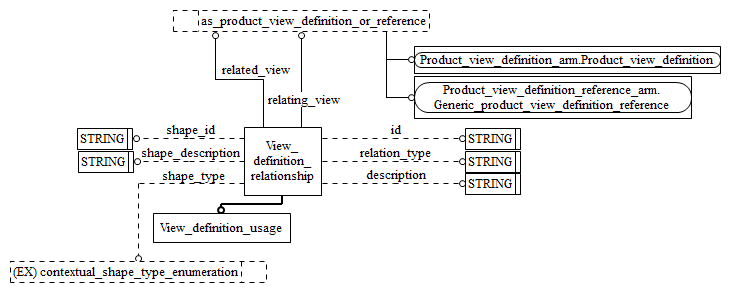 as_product_view_definition_or_reference
Product_view_definition_arm.Product_view_definition
related_view
Product_view_definition_reference_arm.
Generic_product_view_definition_reference
relating_view
STRING
shape_id
id
STRING
View_
definition_
relationship
STRING
shape_description
relation_type
STRING
shape_type
description
STRING
View_definition_usage
(EX) contextual_shape_type_enumeration